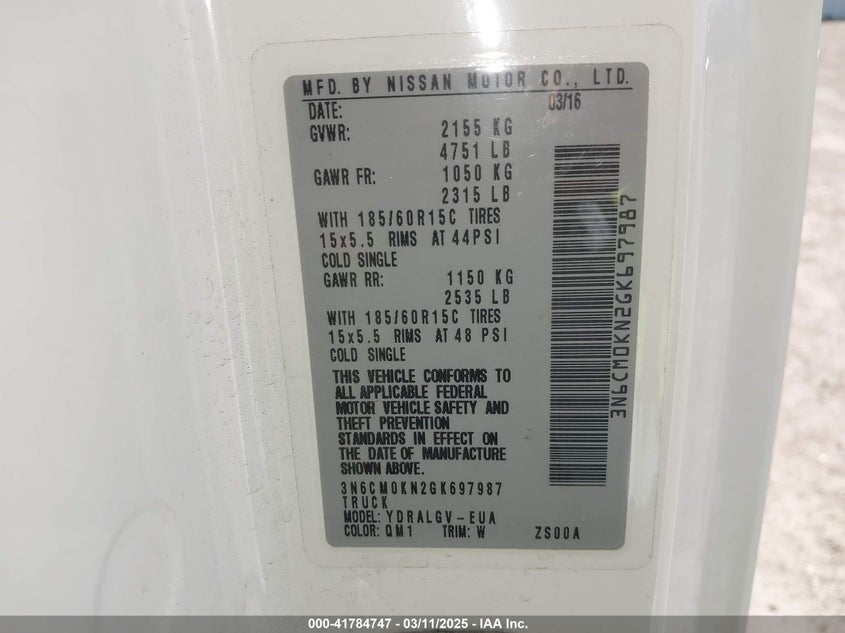 MFD. BY NISSAN MOTOR CO., LTD.
DATE: 03/16
GVWR: 2155 KG
4751 LB
GAWR FR: 1050 KG
2315 LB
WITH 185/60R15C TIRES
15x5.5 RIMS AT 44PSI
COLD SINGLE
GAWR RR: 1150 KG
2535 LB
WITH 185/60R15C TIRES
15x5.5 RIMS AT 48 PSI
COLD SINGLE
THIS VEHICLE CONFORMS TO
ALL APPLICABLE FEDERAL
MOTOR VEHICLE SAFETY AND
THEFT PREVENTION
STANDARDS IN EFFECT ON
THE DATE OF MANUFACTURE
SHOWN ABOVE.
3N6CM0KN2GK697987
TRUCK
MODEL: YDRALGV-EUA
COLOR: QM1 TRIM: W ZS00A
3N6CM0KN2GK697987
000-41784747 - 03/11/2025 - IAA Inc.